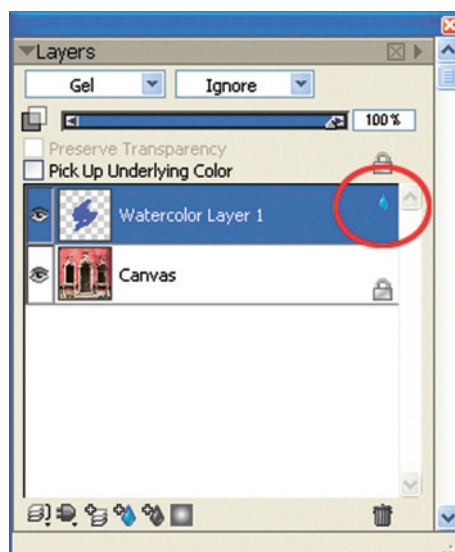 Layers
Gel Ignore
100%
Preserve Transparency
Pick Up Underlying Color
Watercolor Layer 1
Canvas